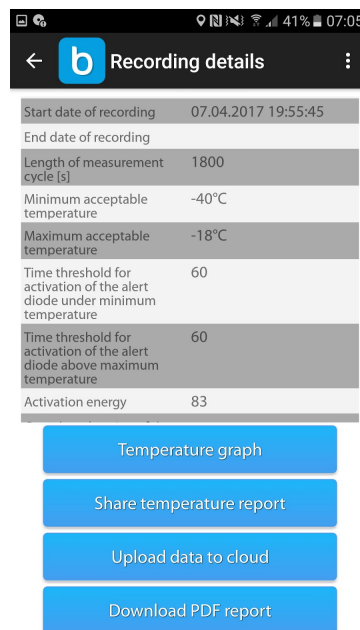 41% 07:05
b Recording details
Start date of recording 07.04.2017 19:55:45
End date of recording
Length of measurement 1800
cycle [s]
Minimum acceptable -40°C
temperature
Maximum acceptable -18°C
temperature
Time threshold for 60
activation of the alert
diode under minimum
temperature
Time threshold for 60
activation of the alert
diode above maximum
temperature
Activation energy 83
Temperature graph
Share temperature report
Upload data to cloud
Download PDF report